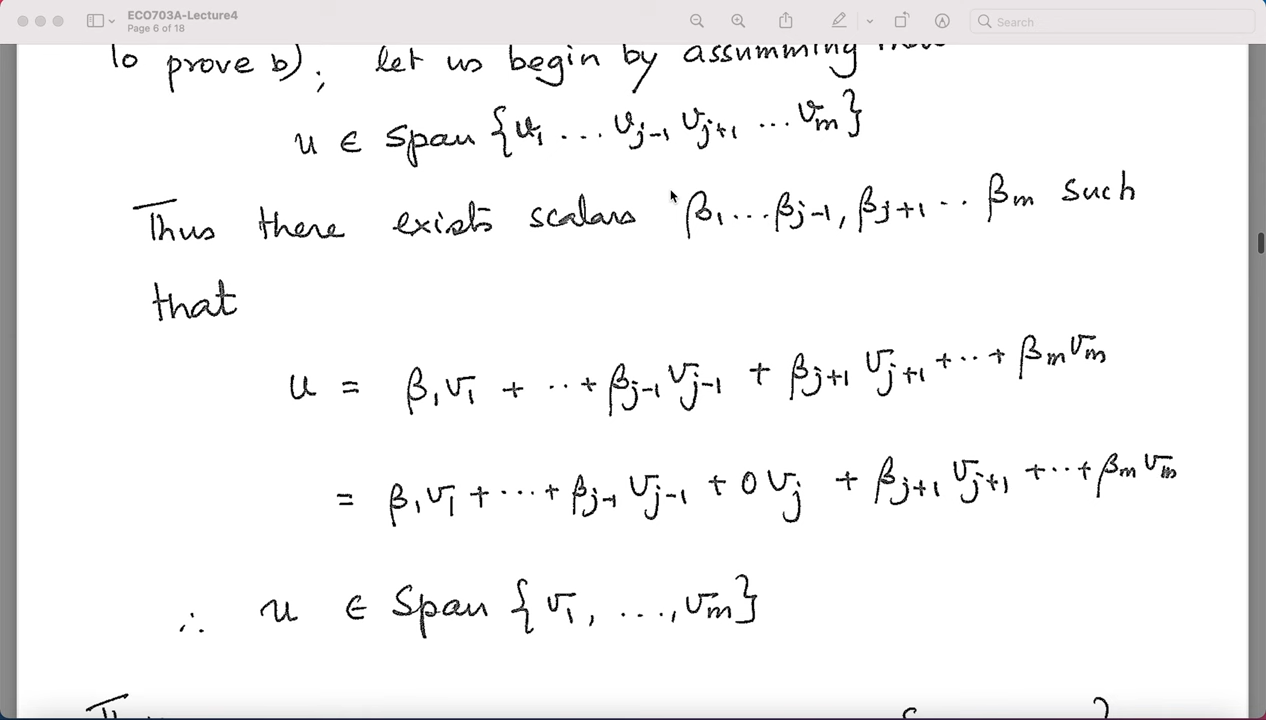 ECO703A-Lecture4
Page 6 of 18
Search
To prove b); let us begin by assumming
u ∈ Span {v₁ ... vⱼ₋₁ vⱼ₊₁ ... vₘ}
Thus there exists scalars β₁...βⱼ₋₁, βⱼ₊₁ .. βₘ such
that
u = β₁v₁ + ..+ βⱼ₋₁vⱼ₋₁ + βⱼ₊₁ vⱼ₊₁ + .. + βₘvₘ
= β₁v₁ + ... + βⱼ₋₁ vⱼ₋₁ + 0 vⱼ + βⱼ₊₁ vⱼ₊₁ + .. + βₘ vₘ
∴ u ∈ Span {v₁, ..., vₘ}